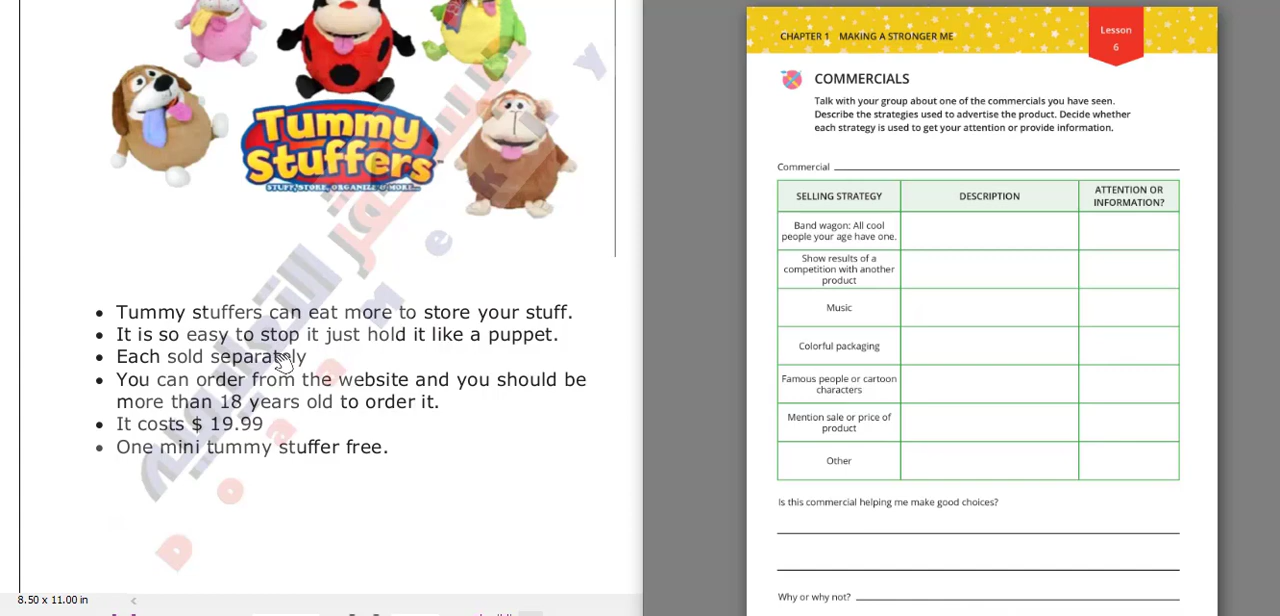 Tummy
Stuffers
STUFF, STORE, ORGANIZE & MORE...
• Tummy stuffers can eat more to store your stuff.
• It is so easy to stop it just hold it like a puppet.
• Each sold separately
• You can order from the website and you should be
more than 18 years old to order it.
• It costs $ 19.99
• One mini tummy stuffer free.
8.50 x 11.00 in
CHAPTER 1 MAKING A STRONGER ME
Lesson
6
COMMERCIALS
Talk with your group about one of the commercials you have seen.
Describe the strategies used to advertise the product. Decide whether
each strategy is used to get your attention or provide information.
Commercial
SELLING STRATEGY DESCRIPTION ATTENTION OR
INFORMATION?
Band wagon: All cool
people your age have one.
Show results of a
competition with another
product
Music
Colorful packaging
Famous people or cartoon
characters
Mention sale or price of
product
Other
Is this commercial helping me make good choices?
Why or why not?